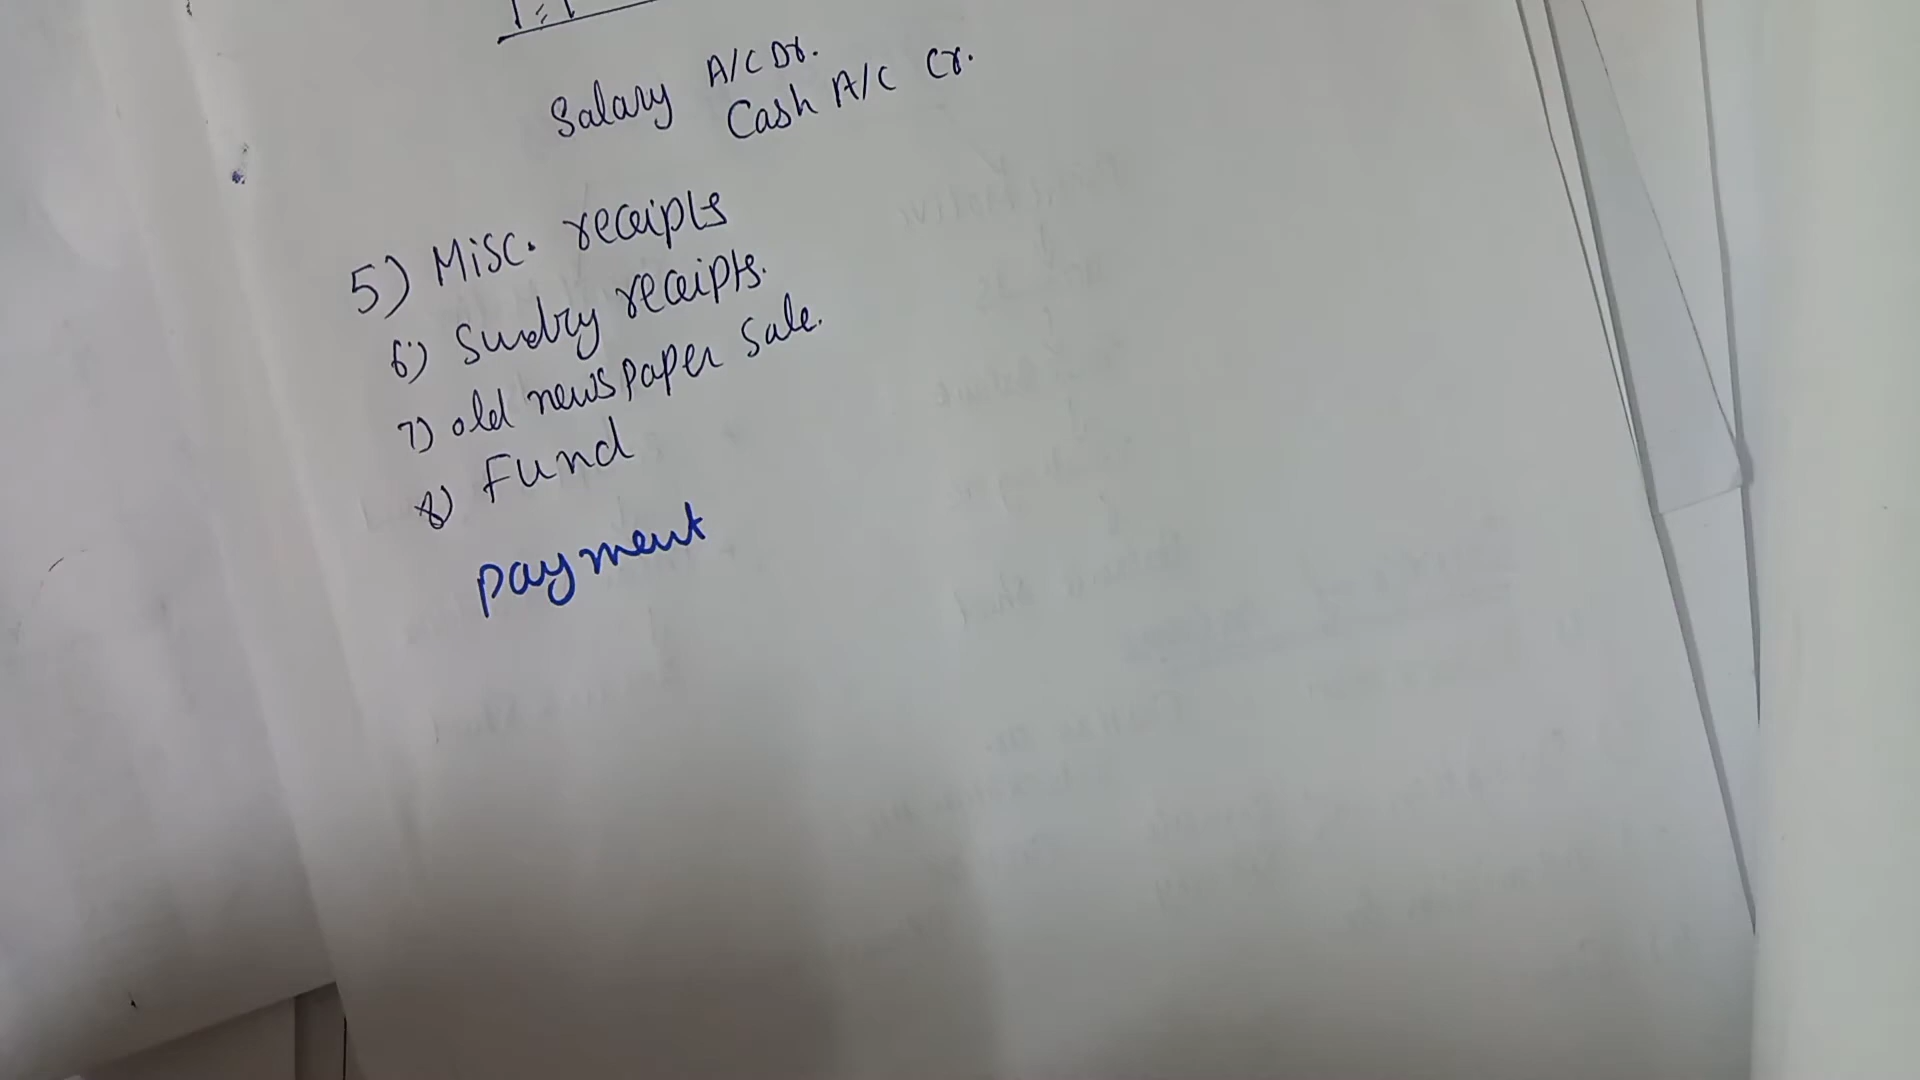 Salary A/C Dr.
Cash A/C Cr.
5) Misc. receipts
6) Sundry receipts.
7) old newspaper sale.
8) Fund
payment